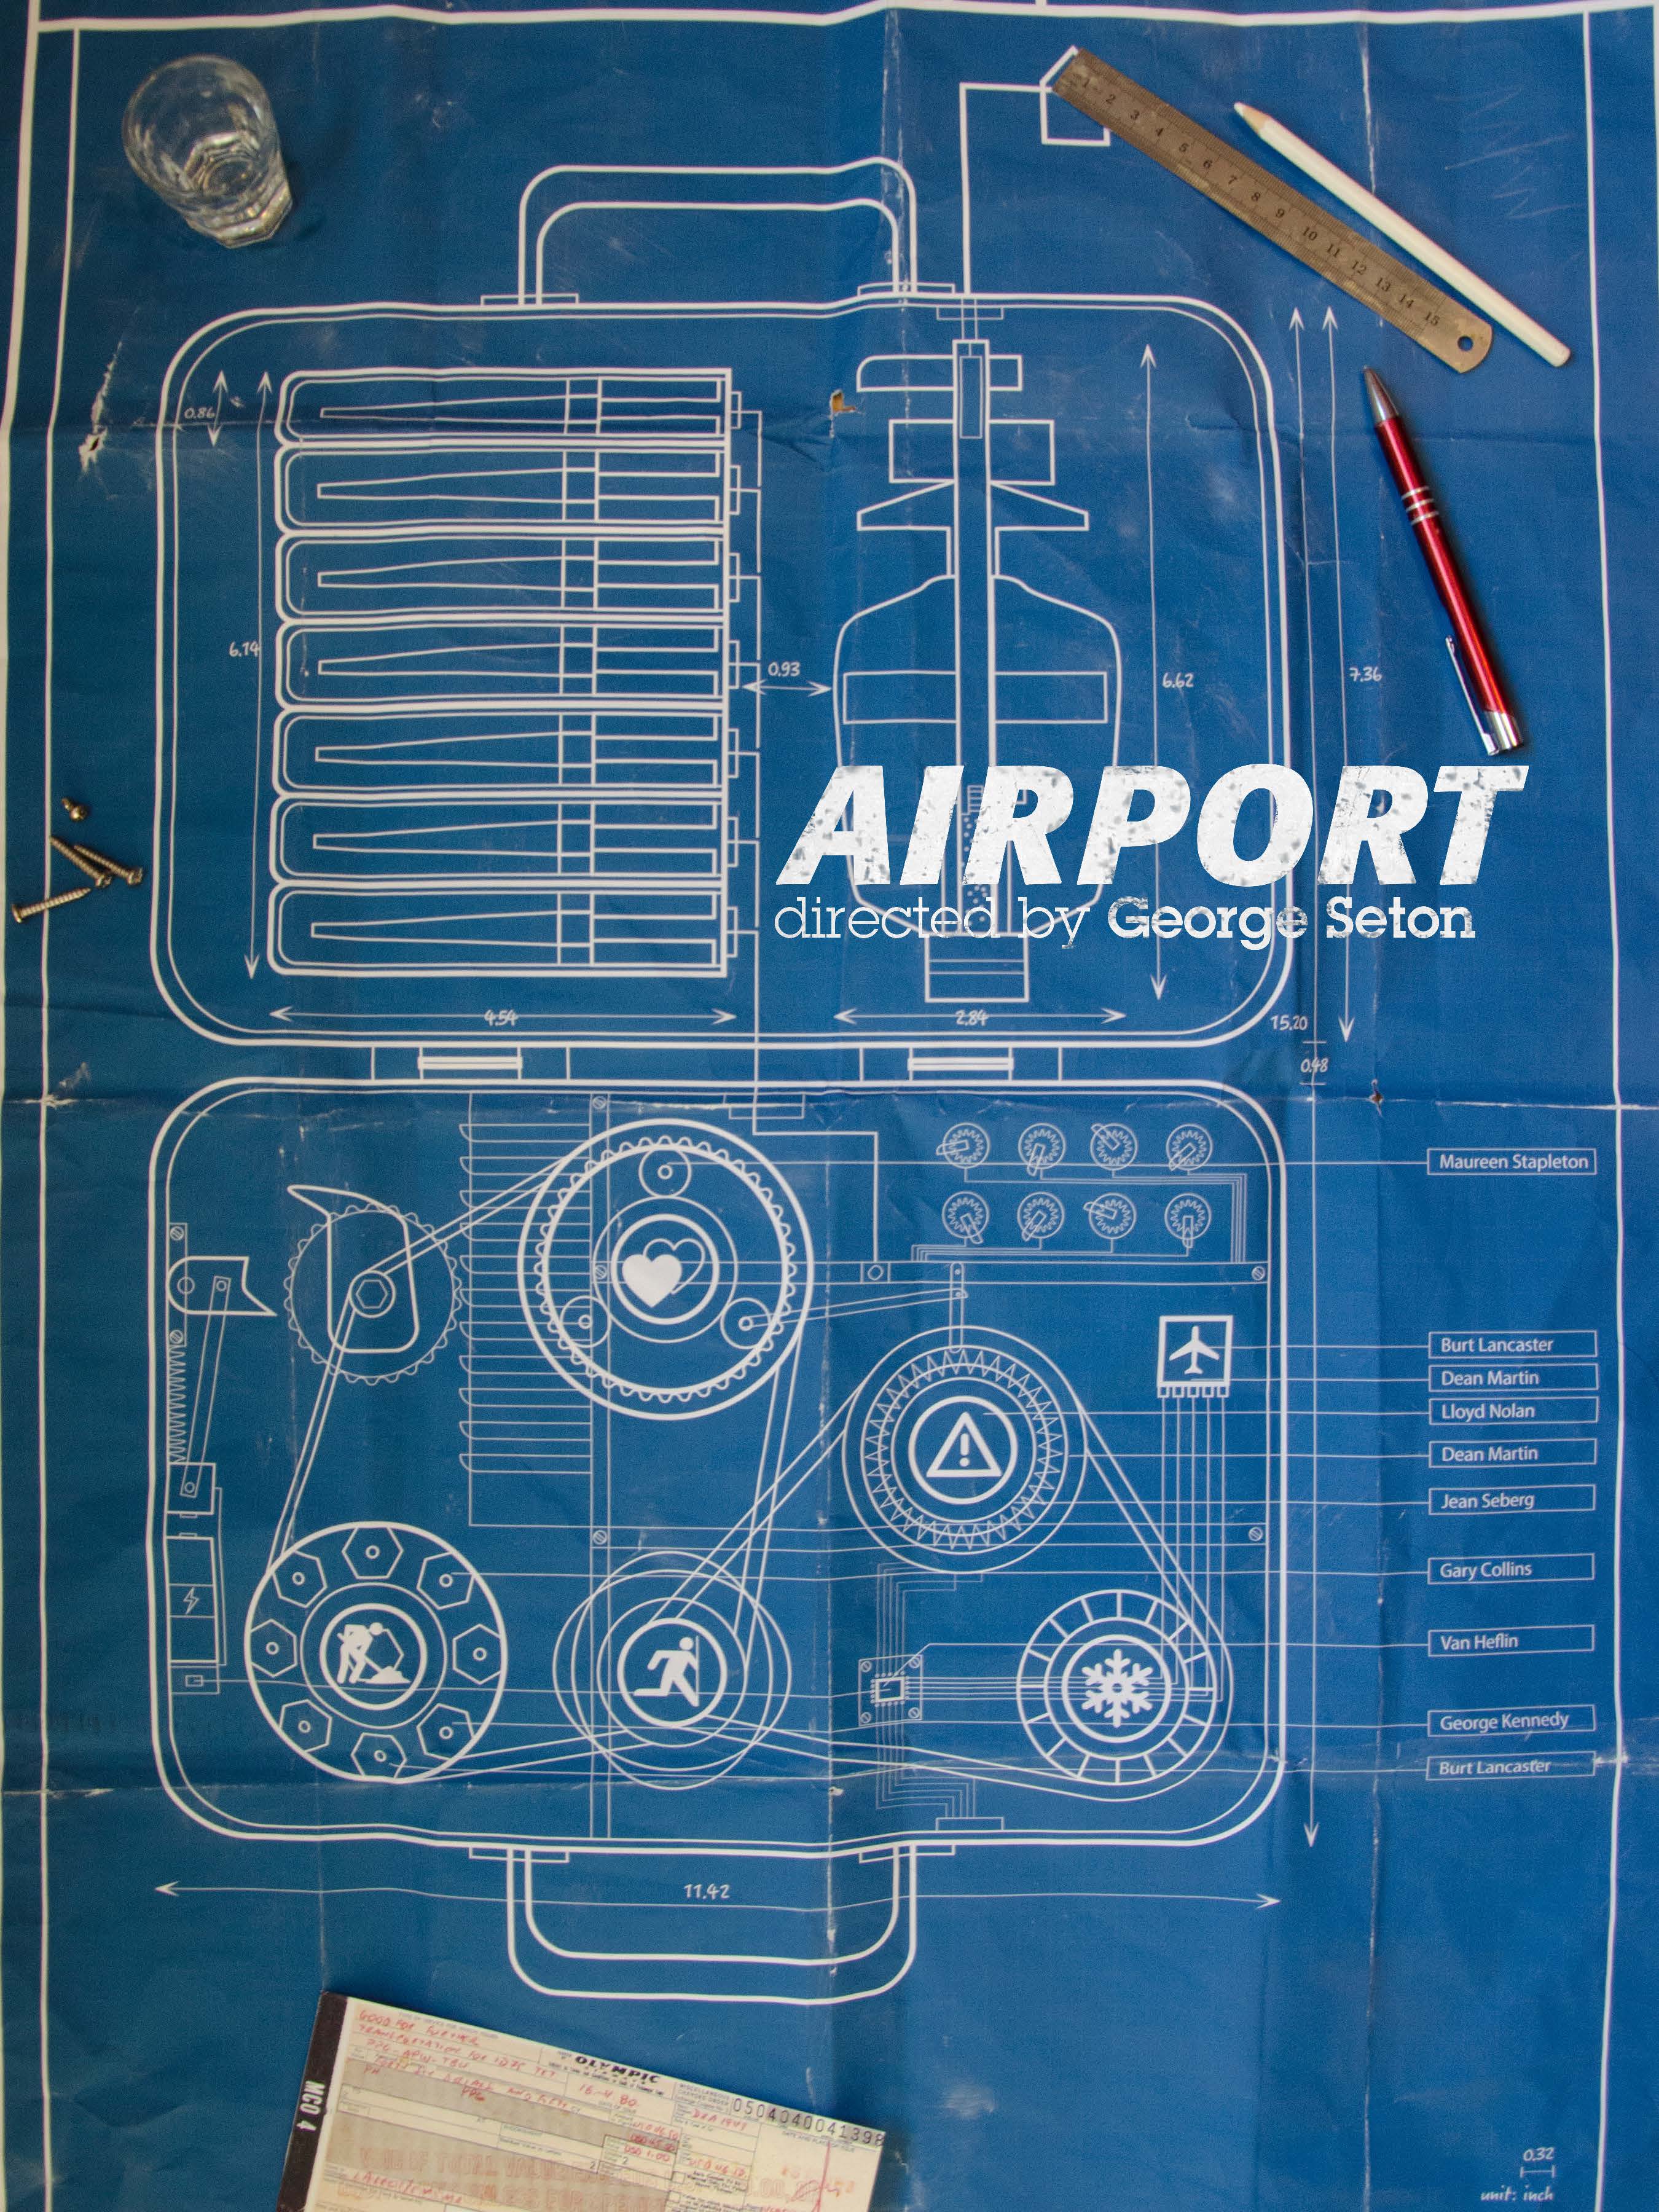 1 2 3 4 5 6 7 8 9 10 11 12 13 14 15
0.86
6.14
0.93
6.62
7.36
AIRPORT
directed by George Seton
4.54
2.84
15.20
0.48
Maureen Stapleton
Burt Lancaster
Dean Martin
Lloyd Nolan
Dean Martin
Jean Seberg
Gary Collins
Van Heflin
George Kennedy
Burt Lancaster
11.42
GOOD FOR FURTHER
OLYMPIC
16-4 80
0504040041398
MCO 4
0.32
unit: inch